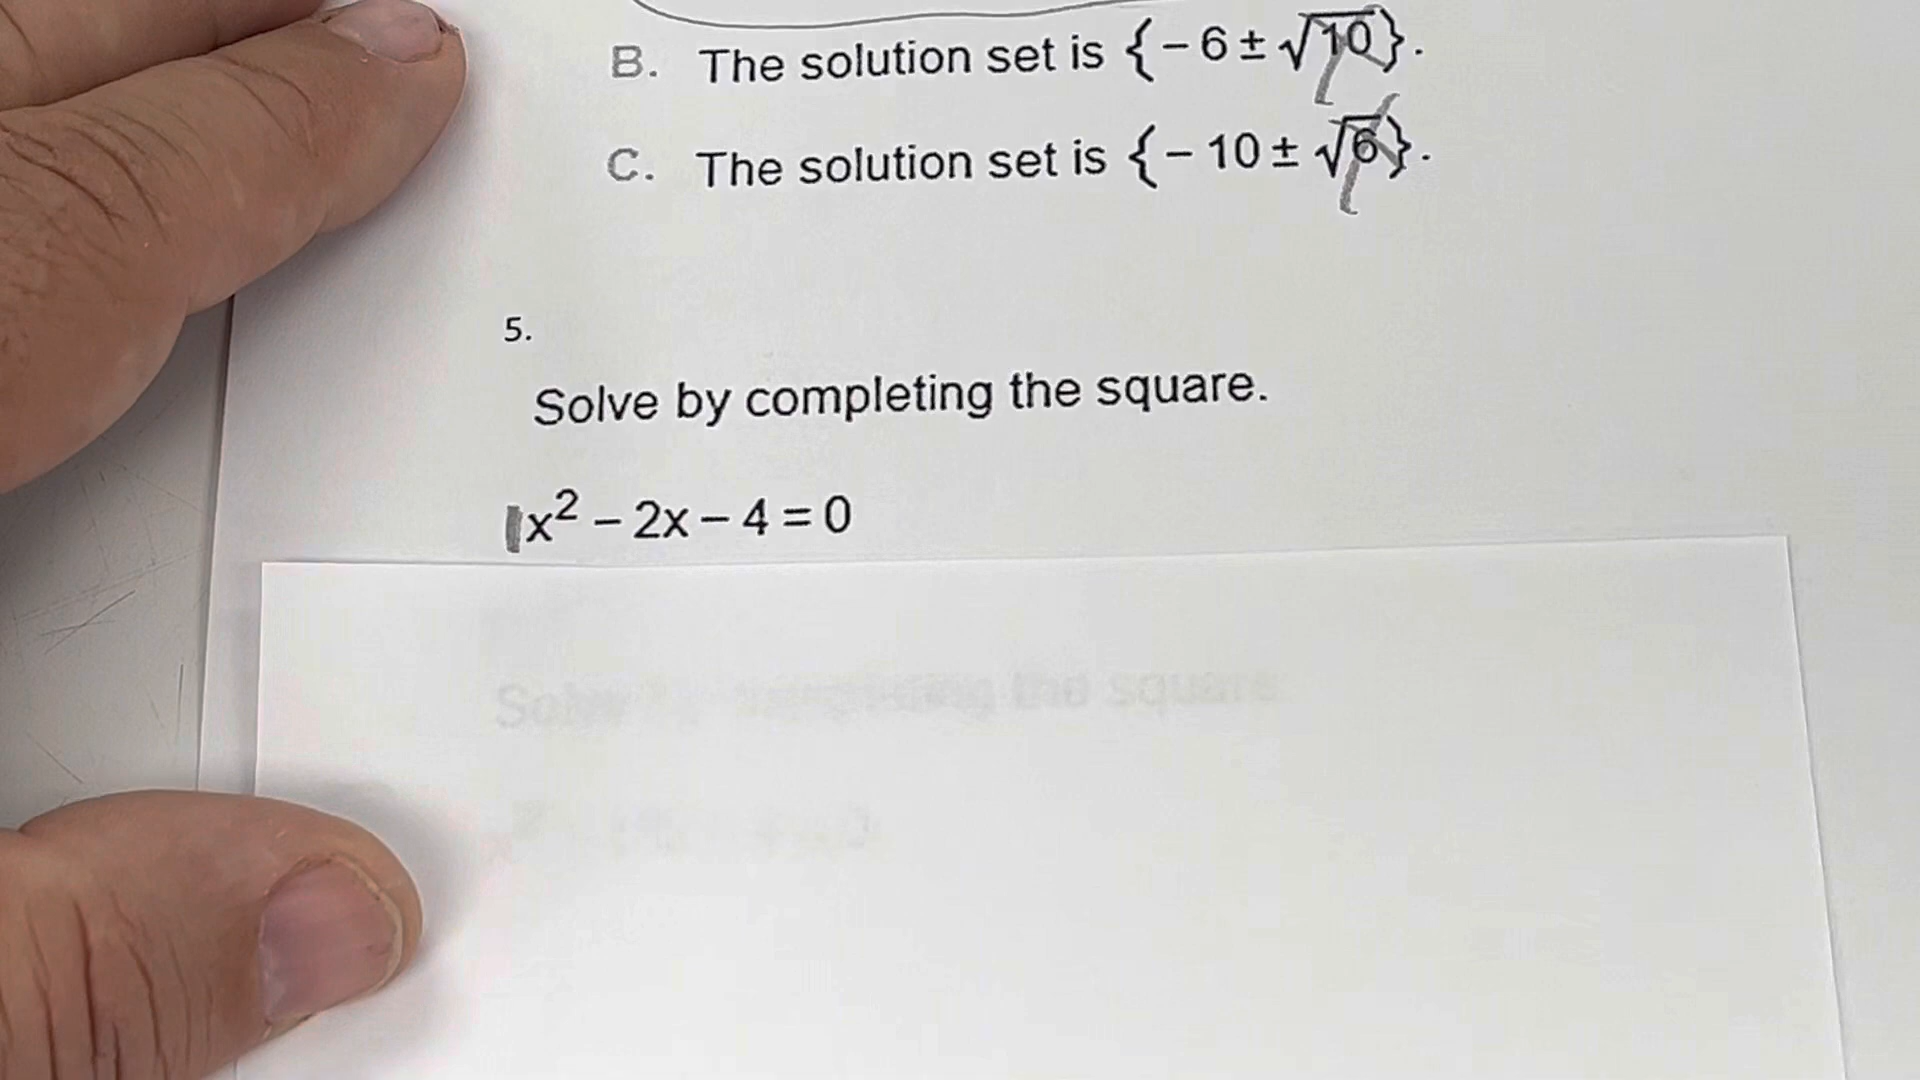 B. The solution set is {−6 ± √10}.
C. The solution set is {−10 ± √6}.
5.
Solve by completing the square.
1x² − 2x − 4 = 0